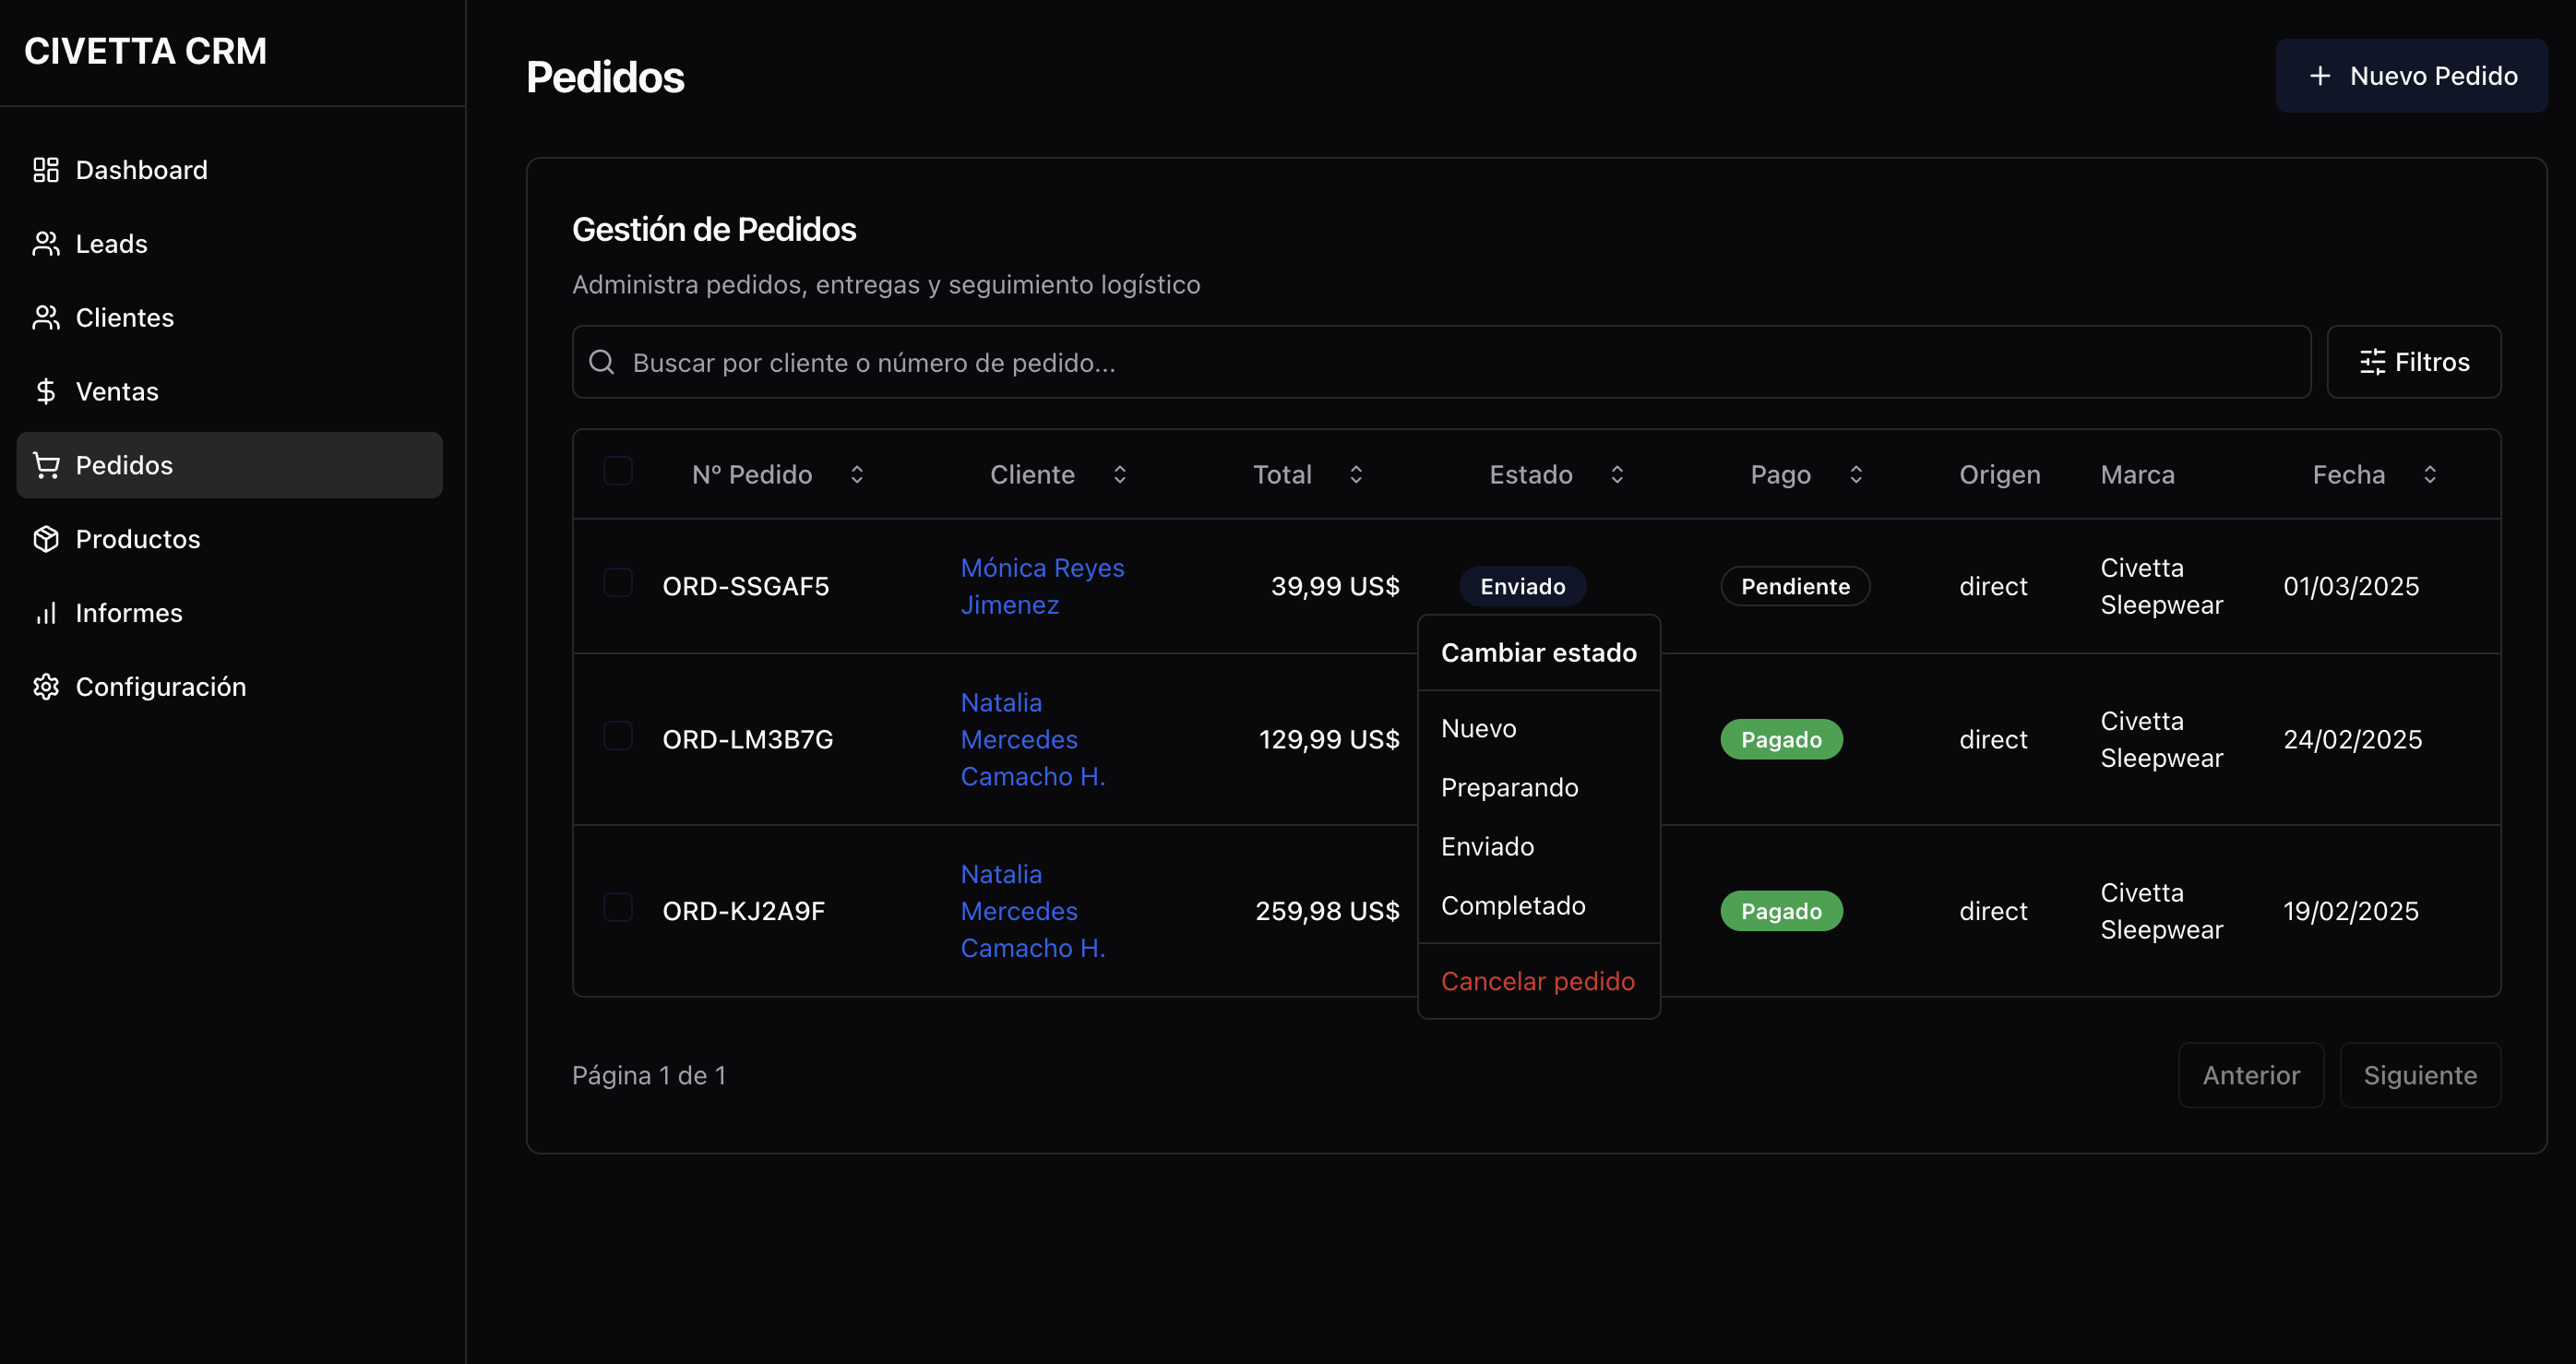 CIVETTA CRM
Dashboard
Leads
Clientes
Ventas
Pedidos
Productos
Informes
Configuración
Pedidos
Nuevo Pedido
Gestión de Pedidos
Administra pedidos, entregas y seguimiento logístico
Buscar por cliente o número de pedido...
Filtros
Nº Pedido Cliente Total Estado Pago Origen Marca Fecha
ORD-SSGAF5
Mónica Reyes
Jimenez
39,99 US$
Enviado
Pendiente
direct
Civetta
Sleepwear
01/03/2025
ORD-LM3B7G
Natalia
Mercedes
Camacho H.
129,99 US$
Pagado
direct
Civetta
Sleepwear
24/02/2025
ORD-KJ2A9F
Natalia
Mercedes
Camacho H.
259,98 US$
Pagado
direct
Civetta
Sleepwear
19/02/2025
Cambiar estado
Nuevo
Preparando
Enviado
Completado
Cancelar pedido
Página 1 de 1
Anterior
Siguiente